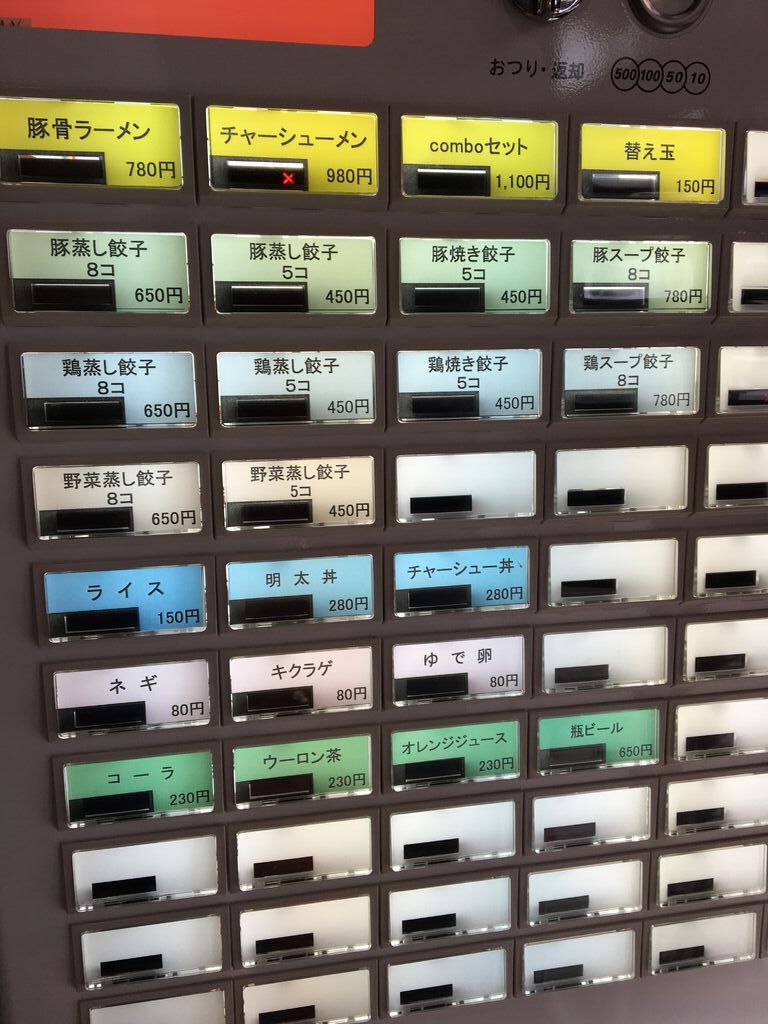 おつり・返却 500 100 50 10
豚骨ラーメン
780円
チャーシューメン
980円
comboセット
1,100円
替え玉
150円
豚蒸し餃子
8コ
650円
豚蒸し餃子
5コ
450円
豚焼き餃子
5コ
450円
豚スープ餃子
8コ
780円
鶏蒸し餃子
8コ
650円
鶏蒸し餃子
5コ
450円
鶏焼き餃子
5コ
450円
鶏スープ餃子
8コ
780円
野菜蒸し餃子
8コ
650円
野菜蒸し餃子
5コ
450円
ライス
150円
明太丼
280円
チャーシュー丼
280円
ネギ
80円
キクラゲ
80円
ゆで卵
80円
コーラ
230円
ウーロン茶
230円
オレンジジュース
230円
瓶ビール
650円